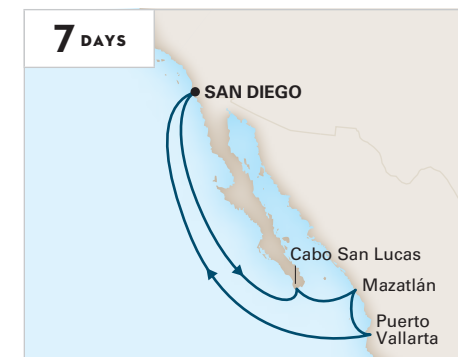 7 DAYS
SAN DIEGO
Cabo San Lucas
Mazatlán
Puerto
Vallarta